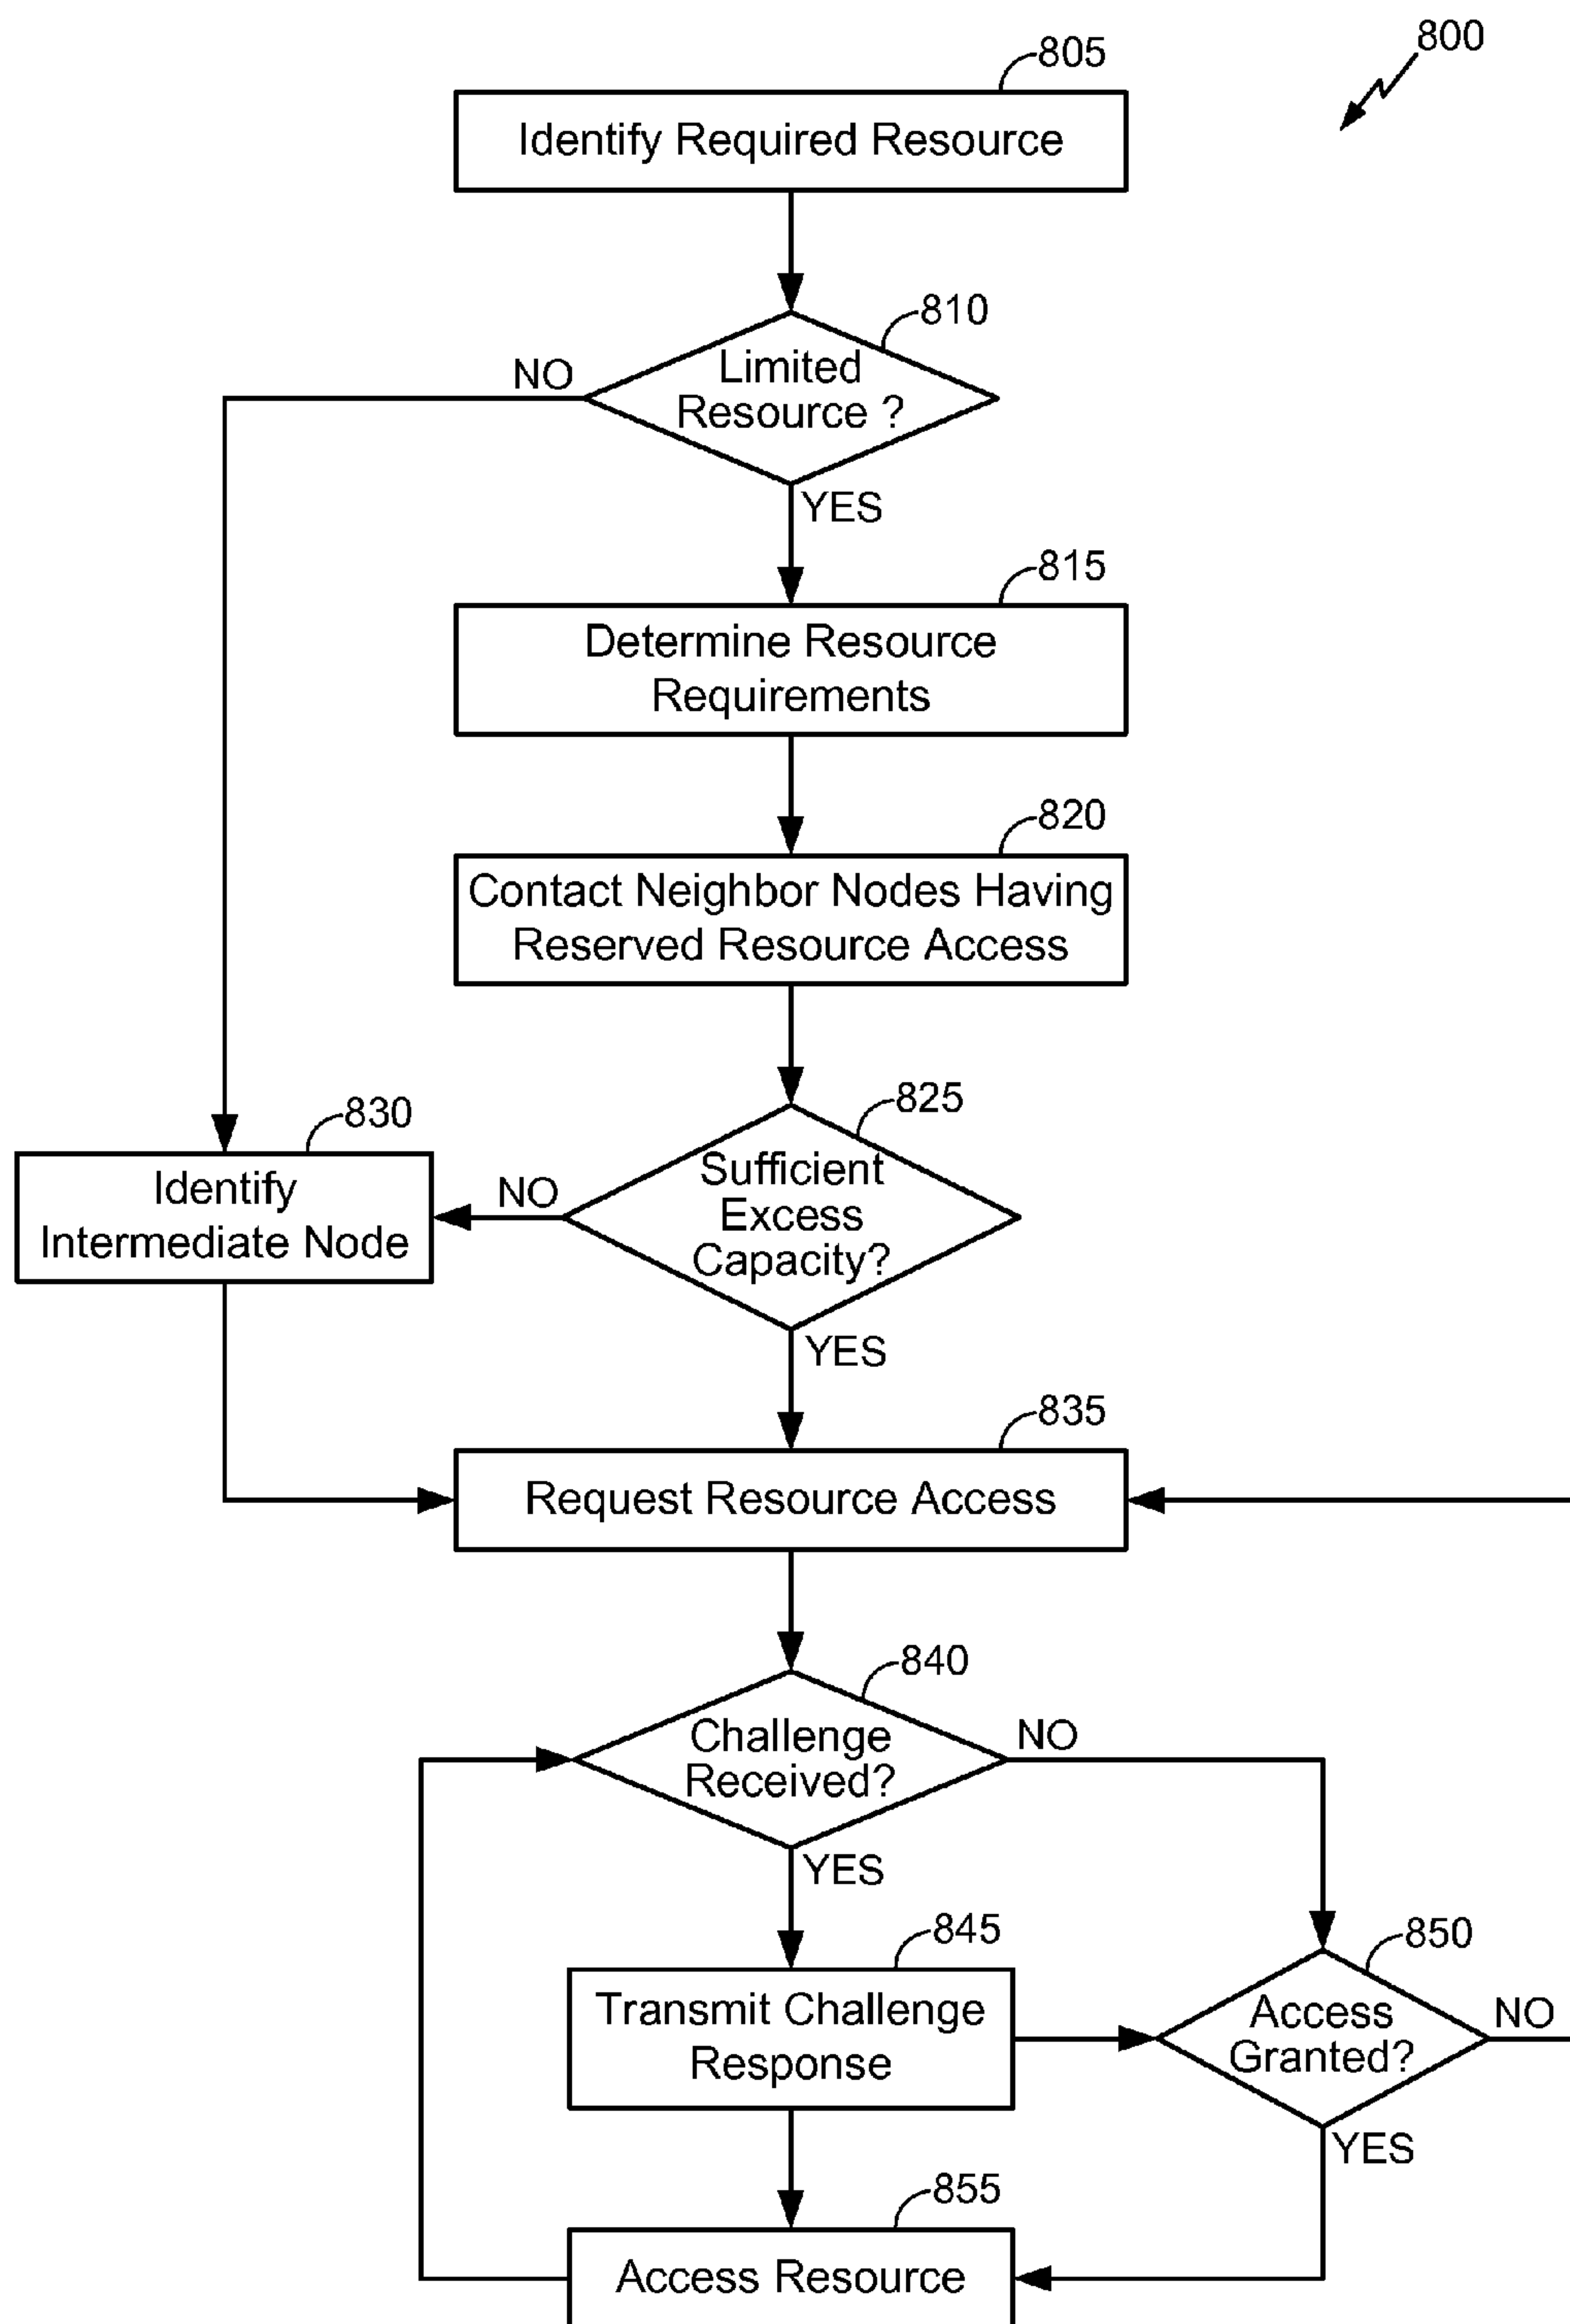 800
805
Identify Required Resource
810
Limited
Resource ?
NO
YES
815
Determine Resource
Requirements
820
Contact Neighbor Nodes Having
Reserved Resource Access
825
Sufficient
Excess
Capacity?
NO
830
Identify
Intermediate Node
YES
835
Request Resource Access
840
Challenge
Received?
NO
YES
845
Transmit Challenge
Response
850
Access
Granted?
NO
YES
855
Access Resource